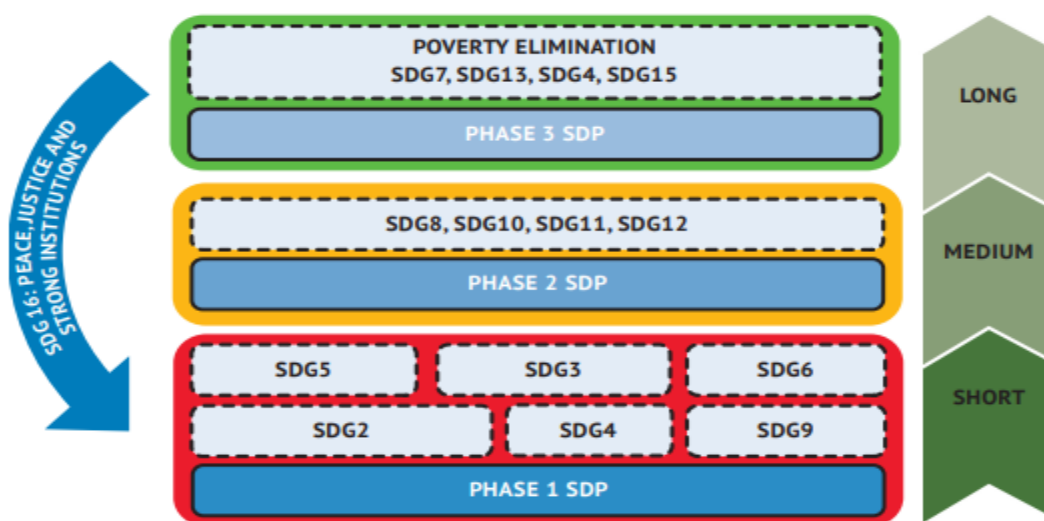 SDG 16: PEACE, JUSTICE AND
STRONG INSTITUTIONS
POVERTY ELIMINATION
SDG7, SDG13, SDG4, SDG15
PHASE 3 SDP
LONG
SDG8, SDG10, SDG11, SDG12
PHASE 2 SDP
MEDIUM
SDG5
SDG3
SDG6
SDG2
SDG4
SDG9
PHASE 1 SDP
SHORT